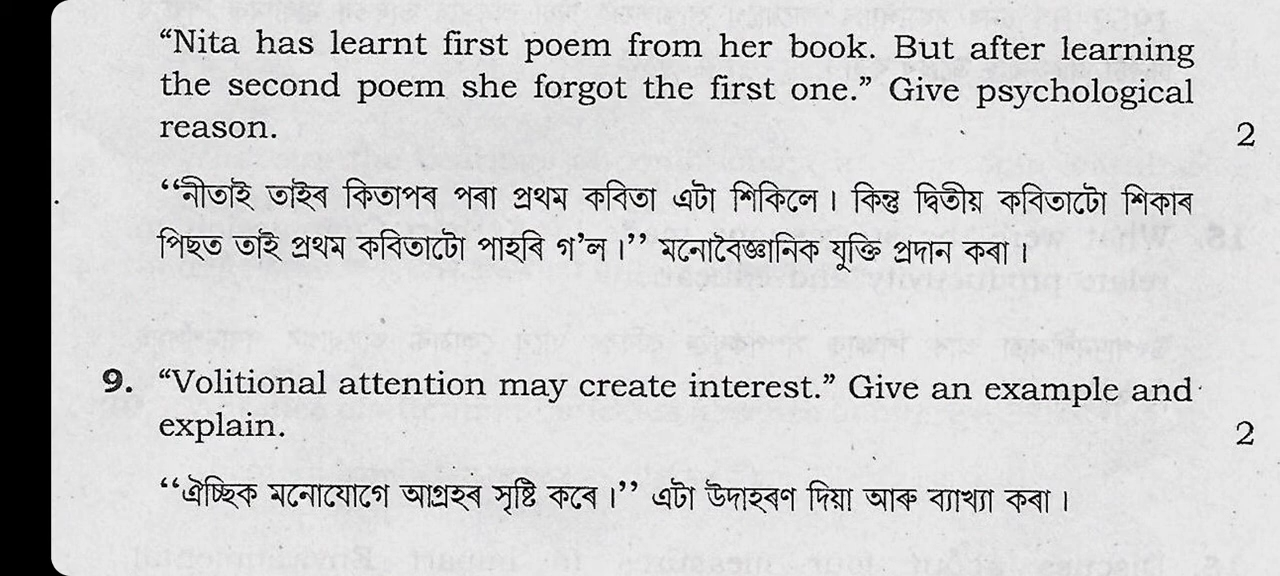 “Nita has learnt first poem from her book. But after learning
the second poem she forgot the first one.” Give psychological
reason. 2
“নীতাই তাইৰ কিতাপৰ পৰা প্ৰথম কবিতা এটা শিকিলে। কিন্তু দ্বিতীয় কবিতাটো শিকাৰ
পিছত তাই প্ৰথম কবিতাটো পাহৰি গ’ল।” মনোবৈজ্ঞানিক যুক্তি প্ৰদান কৰা।
9. “Volitional attention may create interest.” Give an example and
explain. 2
“ঐচ্ছিক মনোযোগে আগ্ৰহৰ সৃষ্টি কৰে।” এটা উদাহৰণ দিয়া আৰু ব্যাখ্যা কৰা।